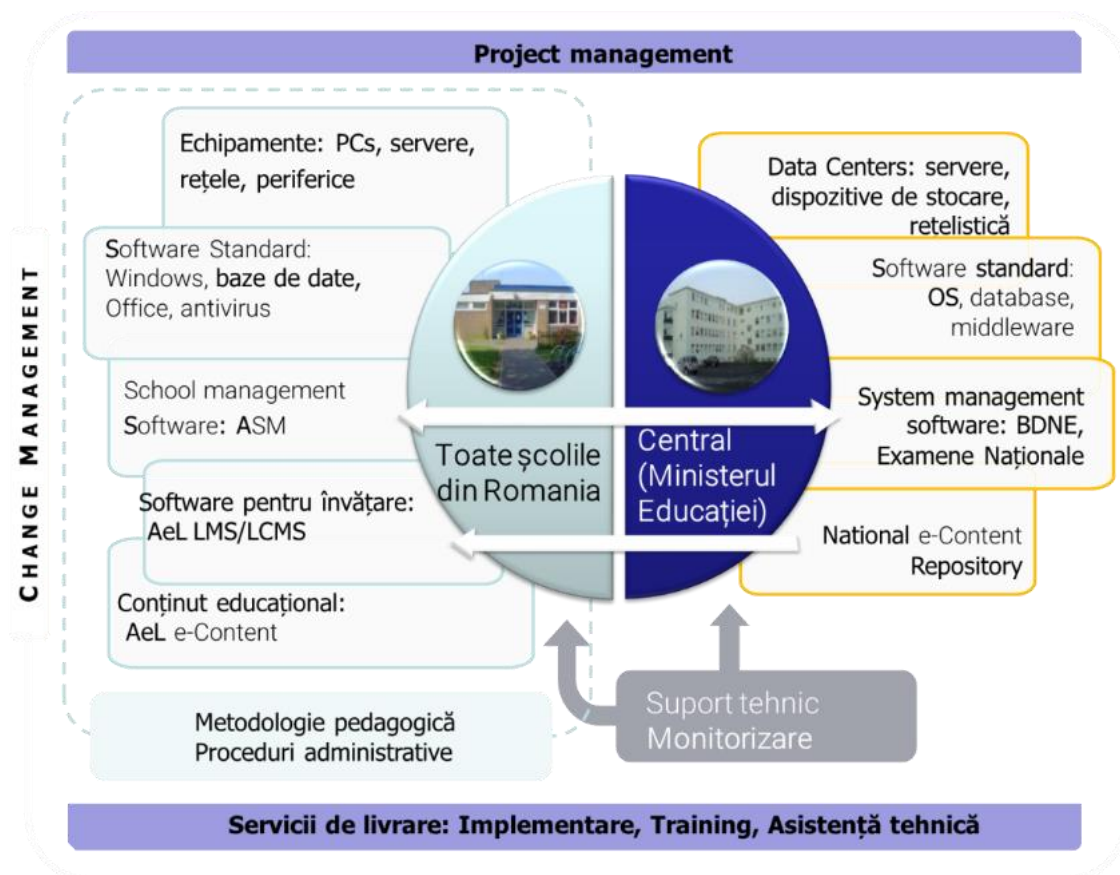 Project management
Echipamente: PCs, servere,
rețele, periferice
Software Standard:
Windows, baze de date,
Office, antivirus
School management
Software: ASM
Software pentru învățare:
AeL LMS/LCMS
Conținut educațional:
AeL e-Content
Metodologie pedagogică
Proceduri administrative
CHANGE MANAGEMENT
Toate școlile
din Romania
Central
(Ministerul
Educației)
Data Centers: servere,
dispozitive de stocare,
rețelistică
Software standard:
OS, database,
middleware
System management
software: BDNE,
Examene Naționale
National e-Content
Repository
Suport tehnic
Monitorizare
Servicii de livrare: Implementare, Training, Asistență tehnică